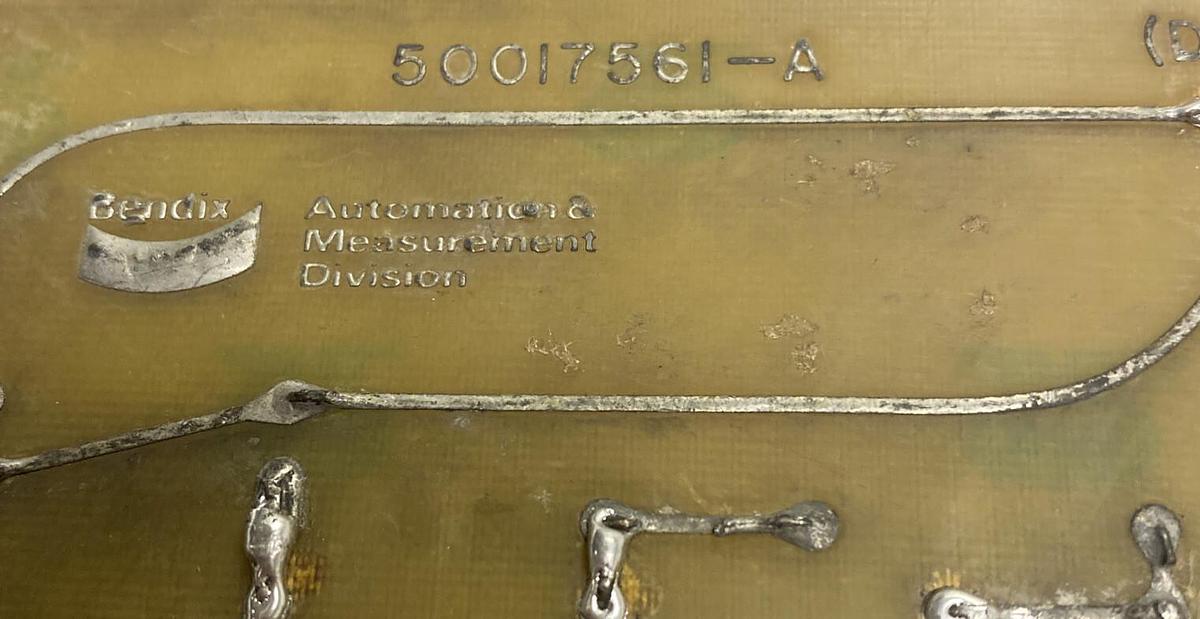 50017561-A
(D
Bendix
Automation &
Measurement
Division